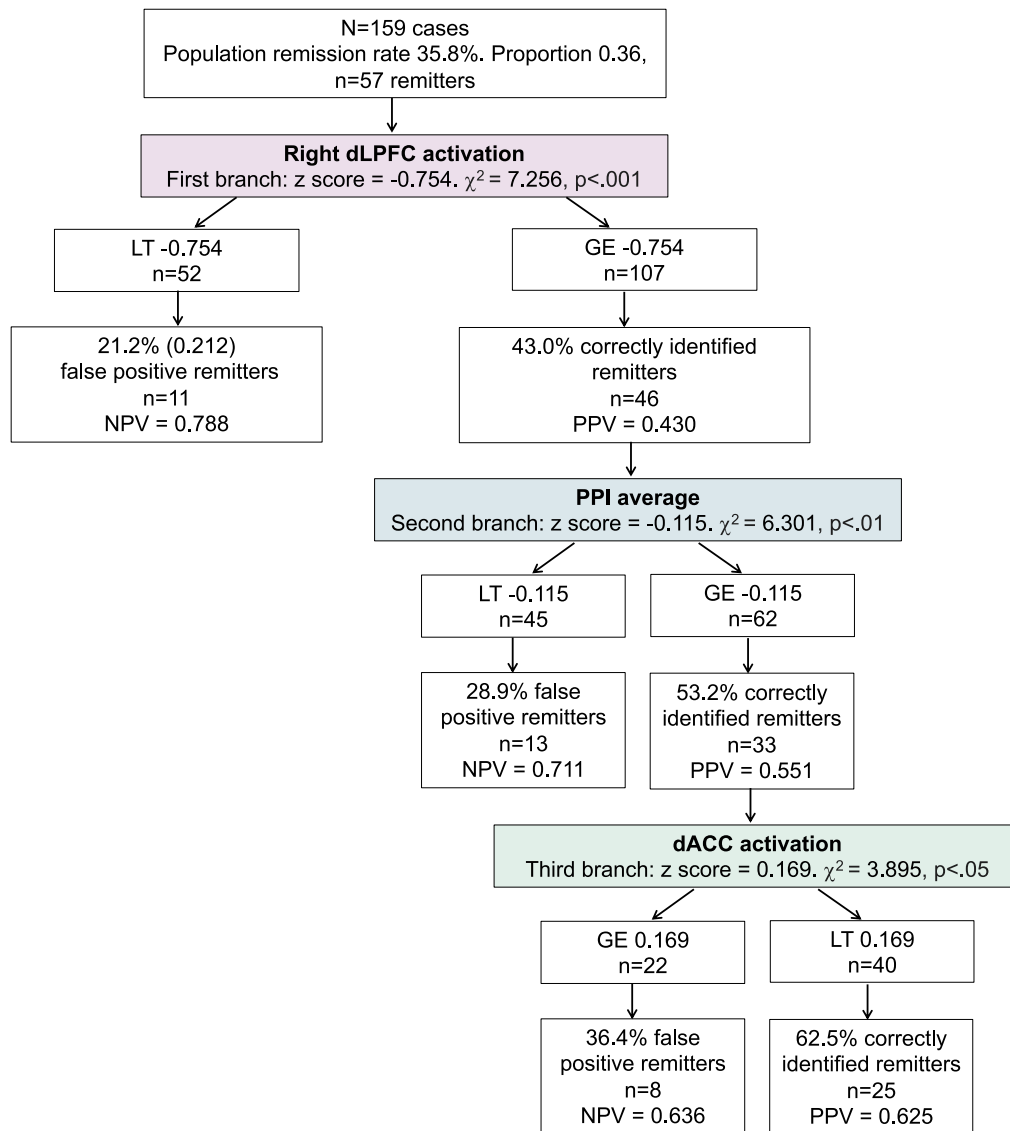 N=159 cases
Population remission rate 35.8%. Proportion 0.36,
n=57 remitters
Right dLPFC activation
First branch: z score = -0.754. χ² = 7.256, p<.001
LT -0.754
n=52
GE -0.754
n=107
21.2% (0.212)
false positive remitters
n=11
NPV = 0.788
43.0% correctly identified
remitters
n=46
PPV = 0.430
PPI average
Second branch: z score = -0.115. χ² = 6.301, p<.01
LT -0.115
n=45
GE -0.115
n=62
28.9% false
positive remitters
n=13
NPV = 0.711
53.2% correctly
identified remitters
n=33
PPV = 0.551
dACC activation
Third branch: z score = 0.169. χ² = 3.895, p<.05
GE 0.169
n=22
LT 0.169
n=40
36.4% false
positive remitters
n=8
NPV = 0.636
62.5% correctly
identified remitters
n=25
PPV = 0.625